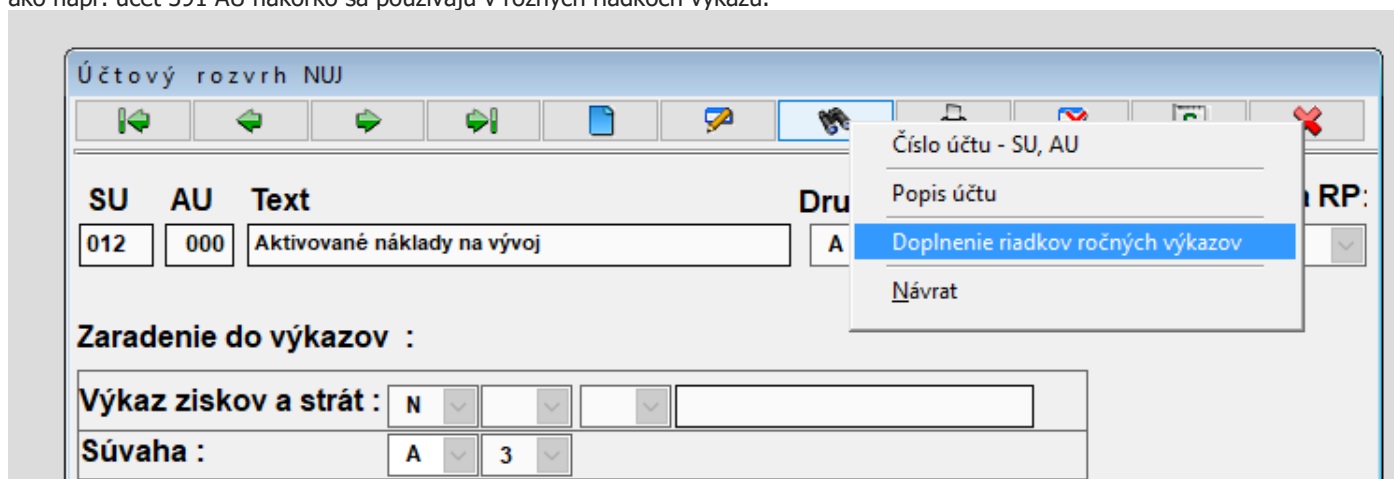 ako napr. účet 391 AÚ nakoľko sa používajú v rôznych riadkoch výkazu.
Účtový rozvrh NUJ
Číslo účtu - SU, AU
SU AU Text Dru RP:
Popis účtu
012 000 Aktivované náklady na vývoj A
Doplnenie riadkov ročných výkazov
Návrat
Zaradenie do výkazov :
Výkaz ziskov a strát : N
Súvaha : A 3